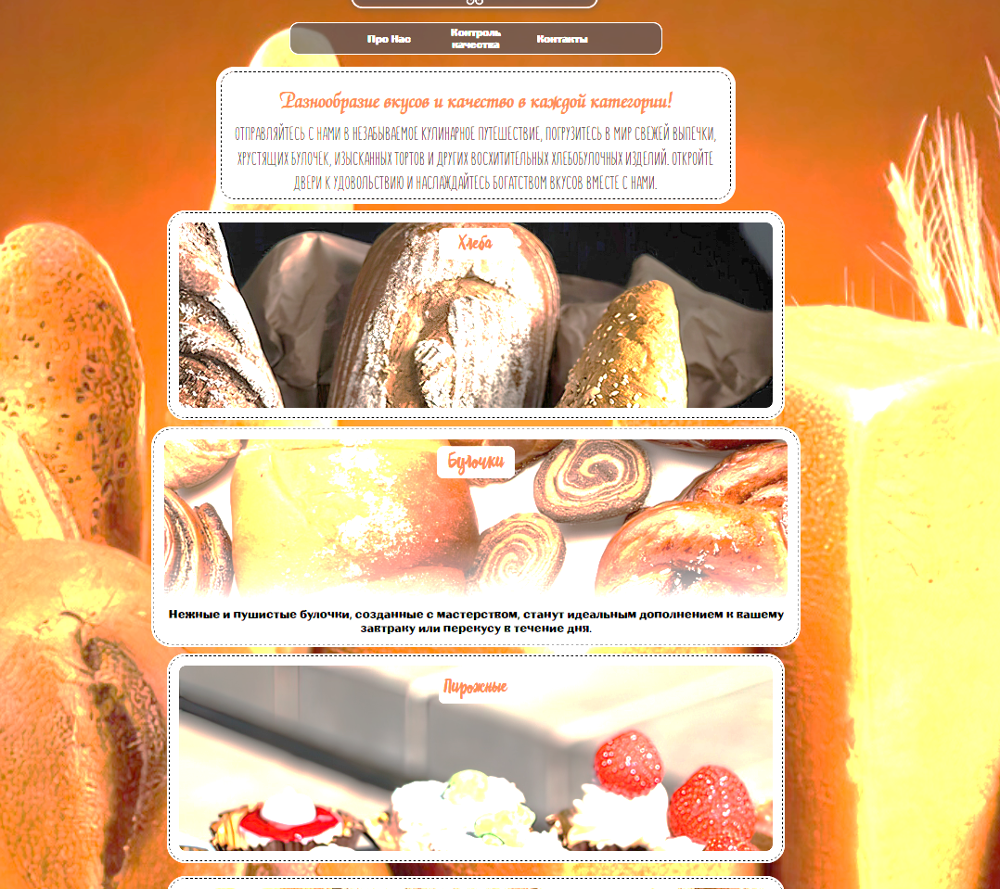 Про Нас
Контроль
качества
Контакты
Разнообразие вкусов и качество в каждой категории!
ОТПРАВЛЯЙТЕСЬ С НАМИ В НЕЗАБЫВАЕМОЕ КУЛИНАРНОЕ ПУТЕШЕСТВИЕ, ПОГРУЗИТЕСЬ В МИР СВЕЖЕЙ ВЫПЕЧКИ,
ХРУСТЯЩИХ БУЛОЧЕК, ИЗЫСКАННЫХ ТОРТОВ И ДРУГИХ ВОСХИТИТЕЛЬНЫХ ХЛЕБОБУЛОЧНЫХ ИЗДЕЛИЙ. ОТКРОЙТЕ
ДВЕРИ К УДОВОЛЬСТВИЮ И НАСЛАЖДАЙТЕСЬ БОГАТСТВОМ ВКУСОВ ВМЕСТЕ С НАМИ.
Хлеба
Булочки
Нежные и пушистые булочки, созданные с мастерством, станут идеальным дополнением к вашему
завтраку или перекусу в течение дня.
Пирожные